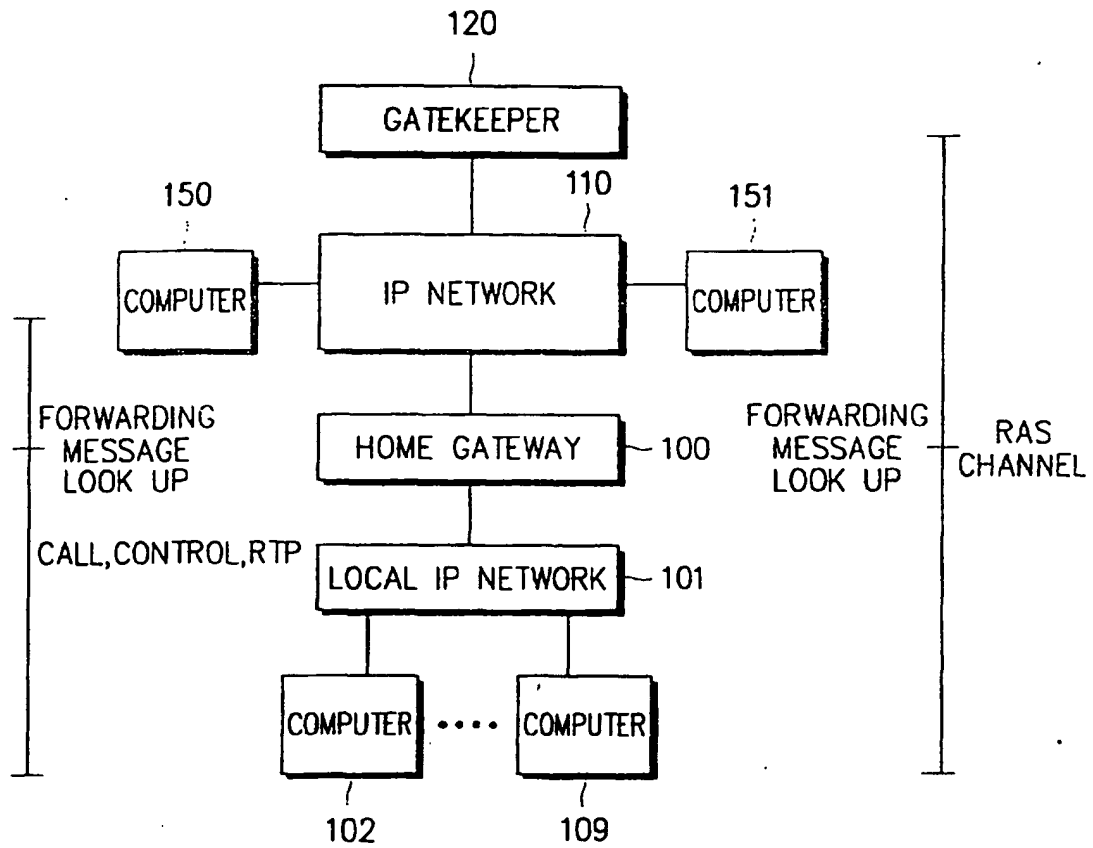 120
GATEKEEPER
110
150
151
COMPUTER
IP NETWORK
COMPUTER
FORWARDING
MESSAGE
LOOK UP
HOME GATEWAY
100
FORWARDING
MESSAGE
LOOK UP
RAS
CHANNEL
CALL,CONTROL,RTP
LOCAL IP NETWORK
101
COMPUTER
••••
COMPUTER
102
109